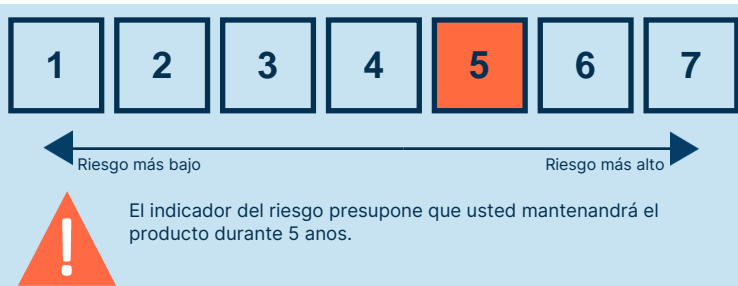 1 2 3 4 5 6 7
Riesgo más bajo Riesgo más alto
El indicador del riesgo presupone que usted mantenandrá el
producto durante 5 anos.
!